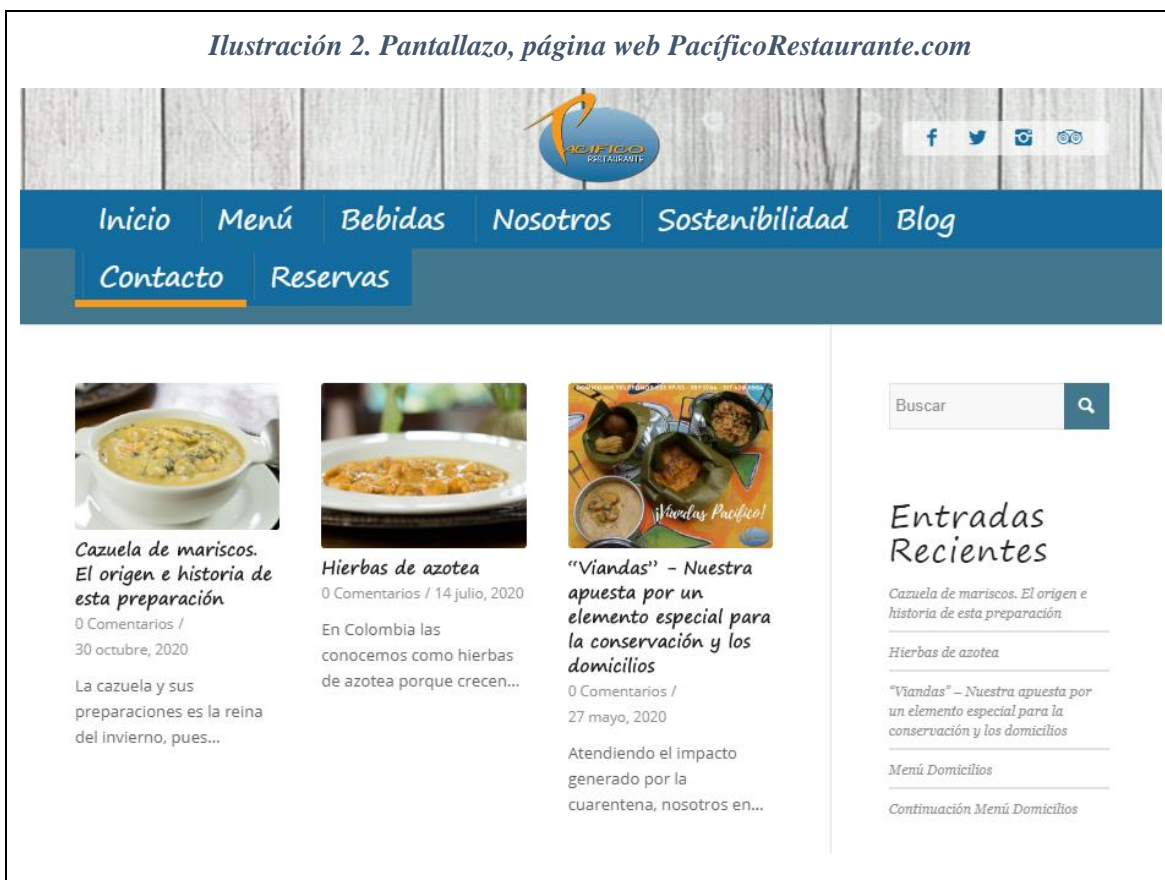 Ilustración 2. Pantallazo, página web PacíficoRestaurante.com
PACIFICO
RESTAURANTE
Inicio Menú Bebidas Nosotros Sostenibilidad Blog
Contacto Reservas
Cazuela de mariscos.
El origen e historia de
esta preparación
0 Comentarios /
30 octubre, 2020
La cazuela y sus
preparaciones es la reina
del invierno, pues...
Hierbas de azotea
0 Comentarios / 14 julio, 2020
En Colombia las
conocemos como hierbas
de azotea porque crecen...
¡Viandas Pacífico!
“Viandas” – Nuestra
apuesta por un
elemento especial para
la conservación y los
domicilios
0 Comentarios /
27 mayo, 2020
Atendiendo el impacto
generado por la
cuarentena, nosotros en...
Buscar
Entradas
Recientes
Cazuela de mariscos. El origen e
historia de esta preparación
Hierbas de azotea
“Viandas” – Nuestra apuesta por
un elemento especial para la
conservación y los domicilios
Menú Domicilios
Continuación Menú Domicilios